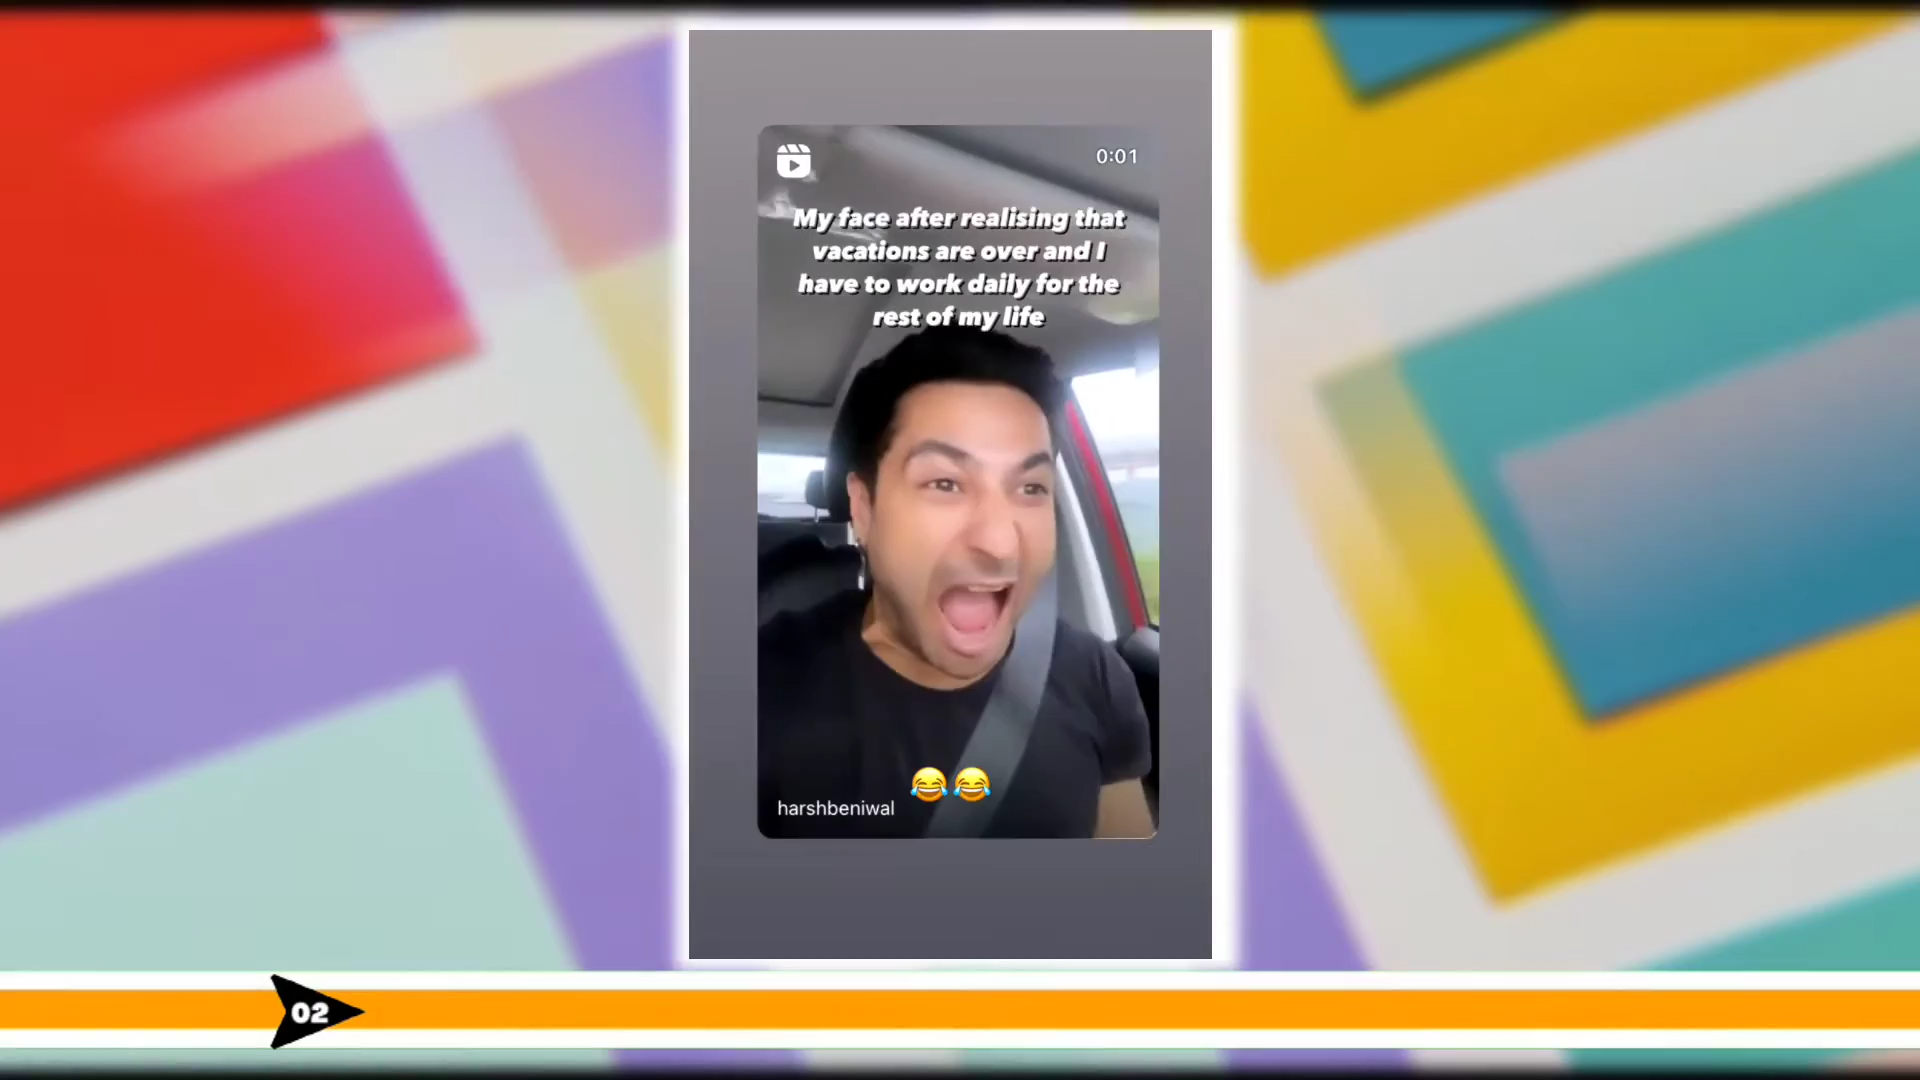 0:01
My face after realising that
vacations are over and I
have to work daily for the
rest of my life
😂😂
harshbeniwal
02